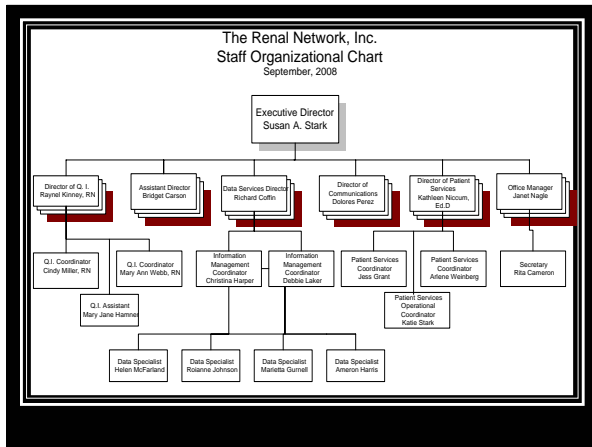 The Renal Network, Inc.
Staff Organizational Chart
September, 2008
Executive Director
Susan A. Stark
Director of Q. I.
Raynel Kinney, RN
Assistant Director
Bridget Carson
Data Services Director
Richard Coffin
Director of
Communications
Dolores Perez
Director of Patient
Services
Kathleen Niccum,
Ed.D
Office Manager
Janet Nagle
Q.I. Coordinator
Cindy Miller, RN
Q.I. Coordinator
Mary Ann Webb, RN
Q.I. Assistant
Mary Jane Hamner
Information
Management
Coordinator
Christina Harper
Information
Management
Coordinator
Debbie Laker
Patient Services
Coordinator
Jess Grant
Patient Services
Coordinator
Arlene Weinberg
Patient Services
Operational
Coordinator
Katie Stark
Secretary
Rita Cameron
Data Specialist
Helen McFarland
Data Specialist
Roianne Johnson
Data Specialist
Marietta Gurnell
Data Specialist
Ameron Harris